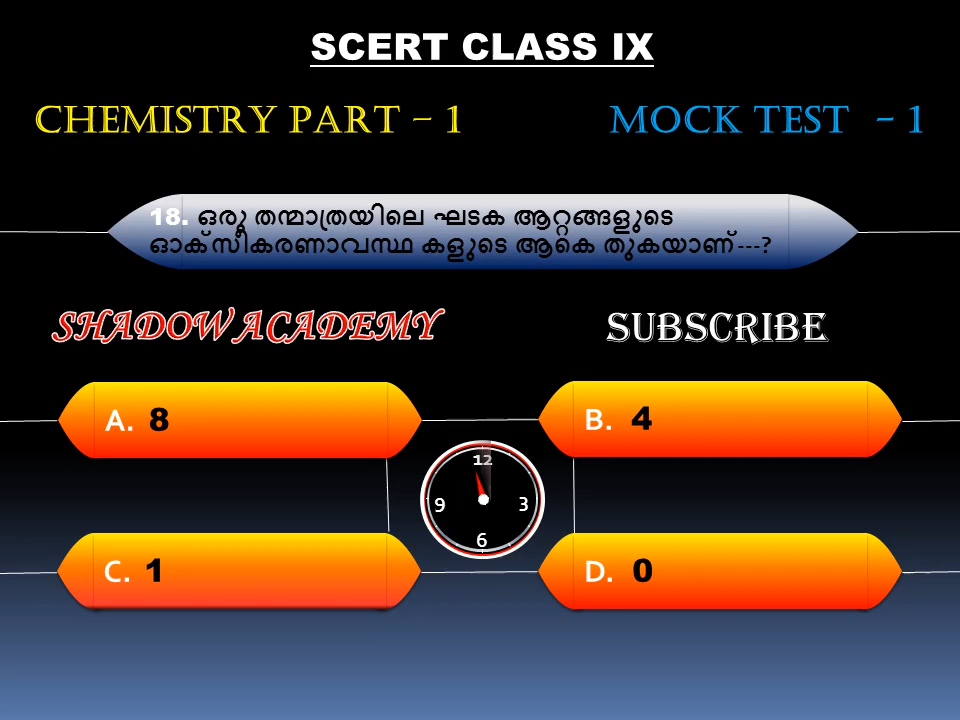 SCERT CLASS IX
CHEMISTRY PART – 1
MOCK TEST – 1
18. ഒരു തന്മാത്രയിലെ ഘടക ആറ്റങ്ങളുടെ
ഓക്സീകരണാവസ്ഥ കളുടെ ആകെ തുകയാണ്---?
SHADOW ACADEMY
SUBSCRIBE
A. 8
B. 4
12
9
3
6
C. 1
D. 0